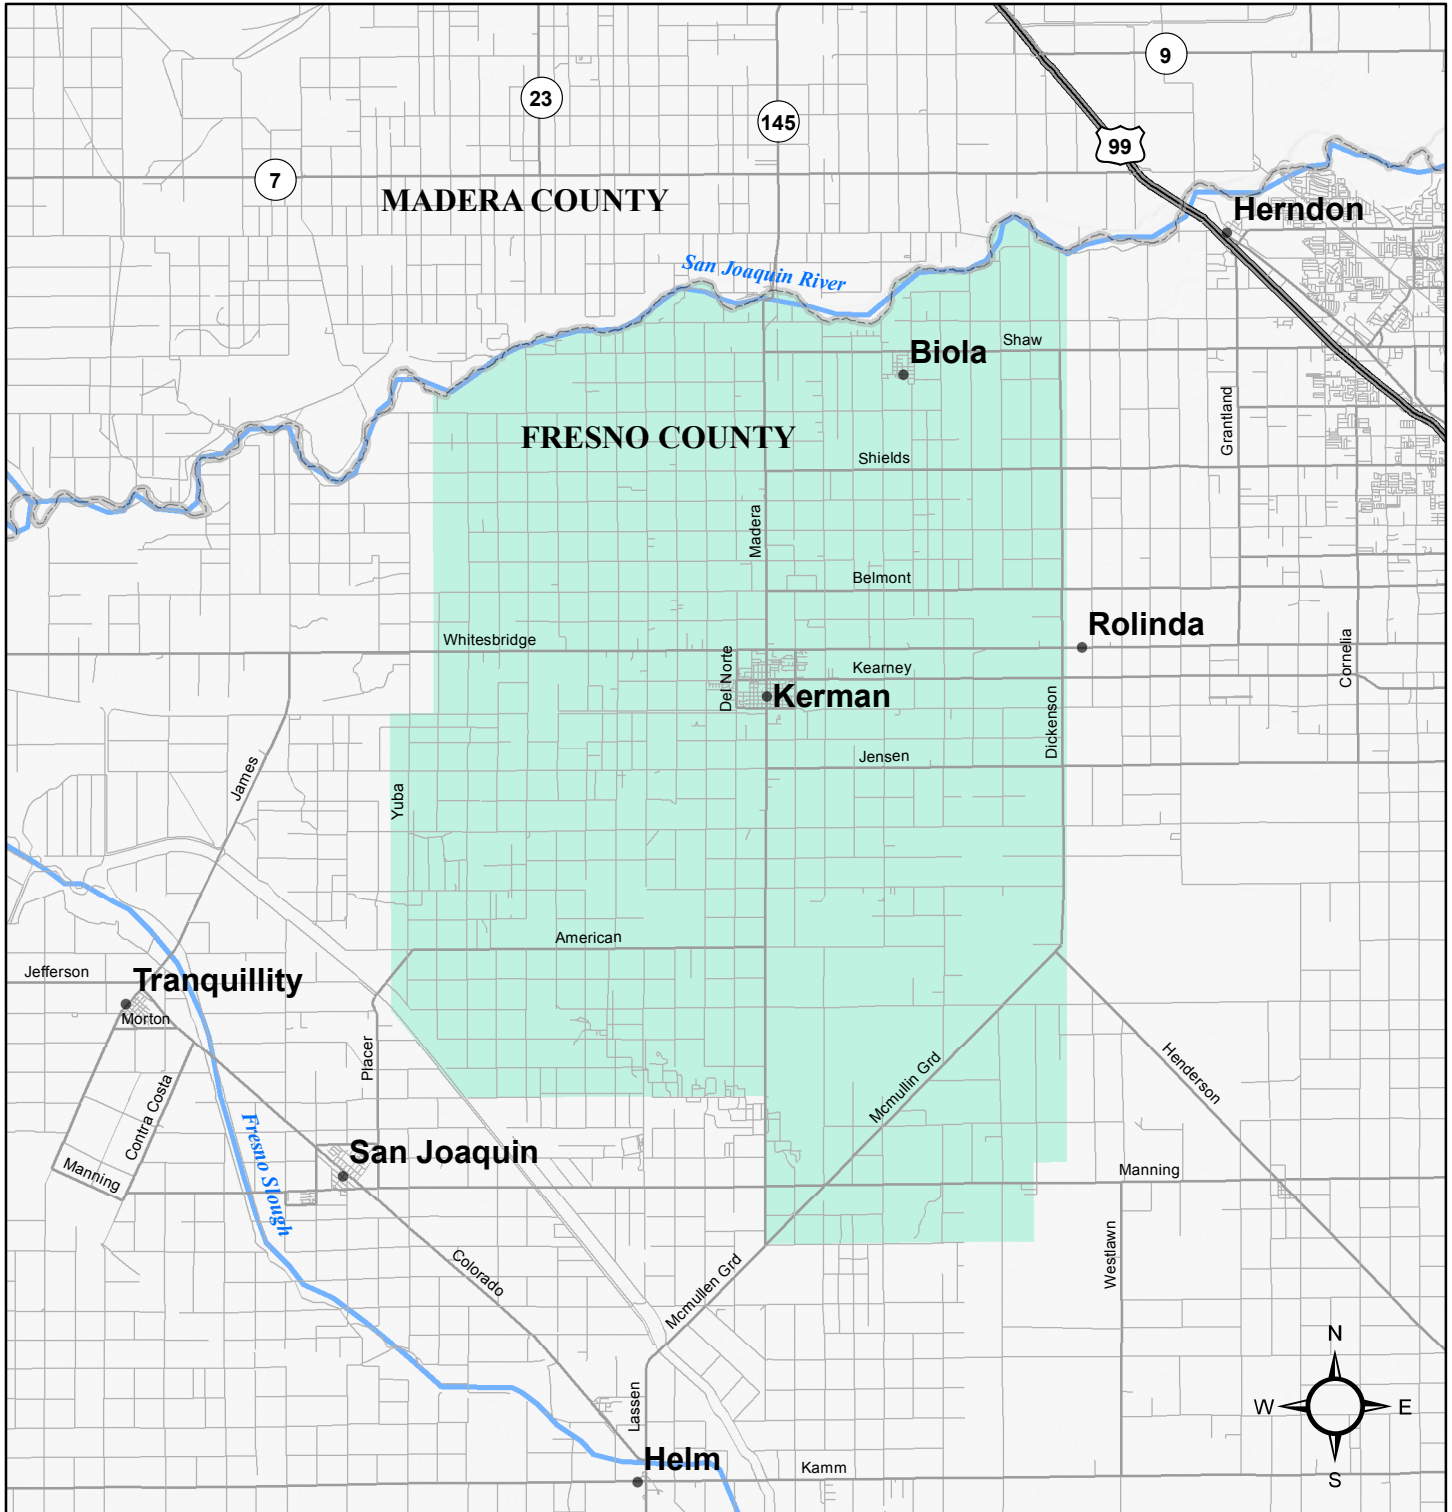 9
23
145
99
7
MADERA COUNTY
Herndon
San Joaquin River
Shaw
Biola
Grantland
FRESNO COUNTY
Shields
Madera
Belmont
Rolinda
Whitesbridge
Del Norte
Kearney
Cornelia
Kerman
Dickenson
Jensen
James
Yuba
American
Jefferson
Tranquillity
Morton
Placer
Mcmullin Grd
Henderson
Contra Costa
Fresno Slough
San Joaquin
Manning
Manning
Westlawn
Colorado
Mcmullen Grd
N
W
E
S
Lassen
Helm
Kamm